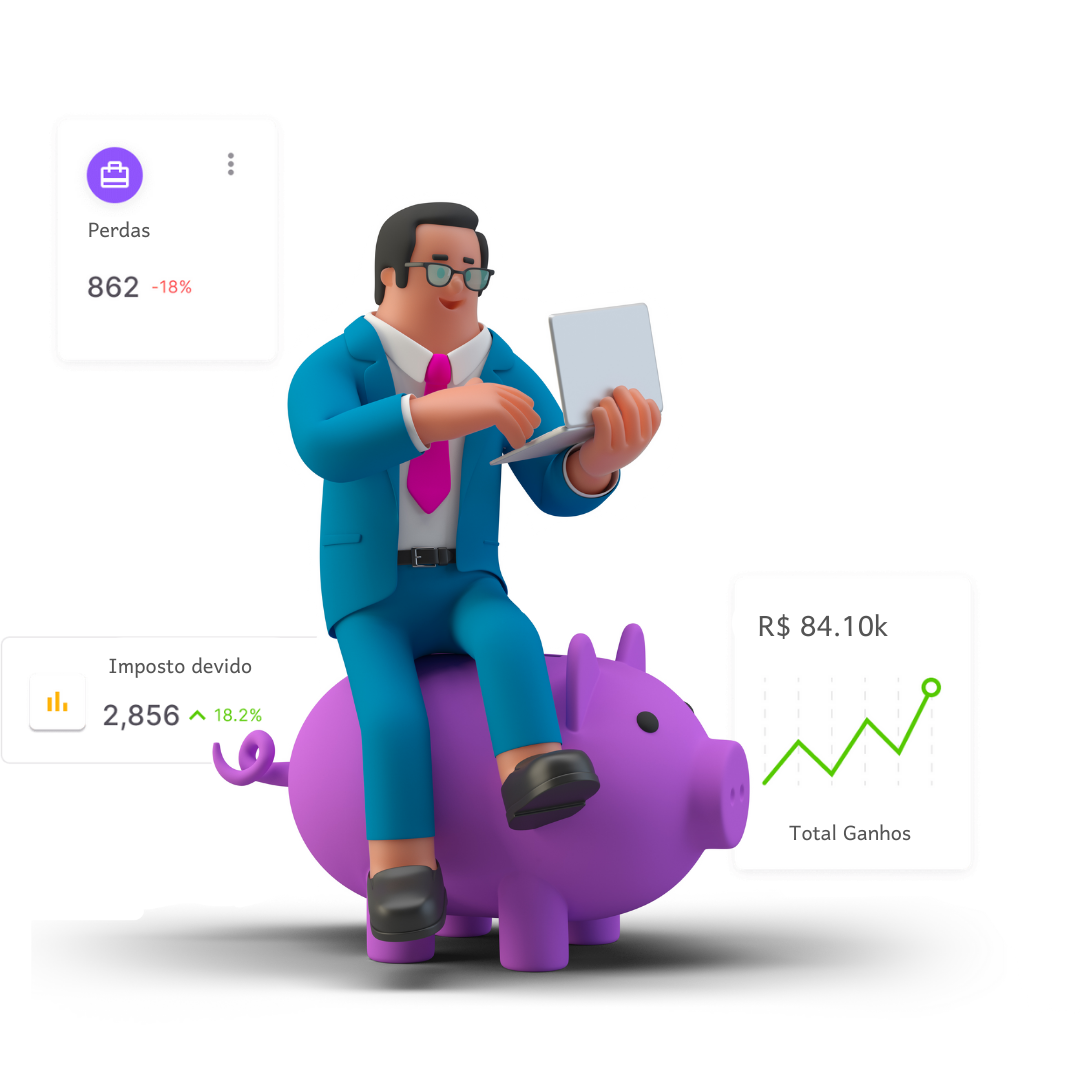 Perdas
862 -18%
Imposto devido
2,856 18.2%
R$ 84.10k
Total Ganhos